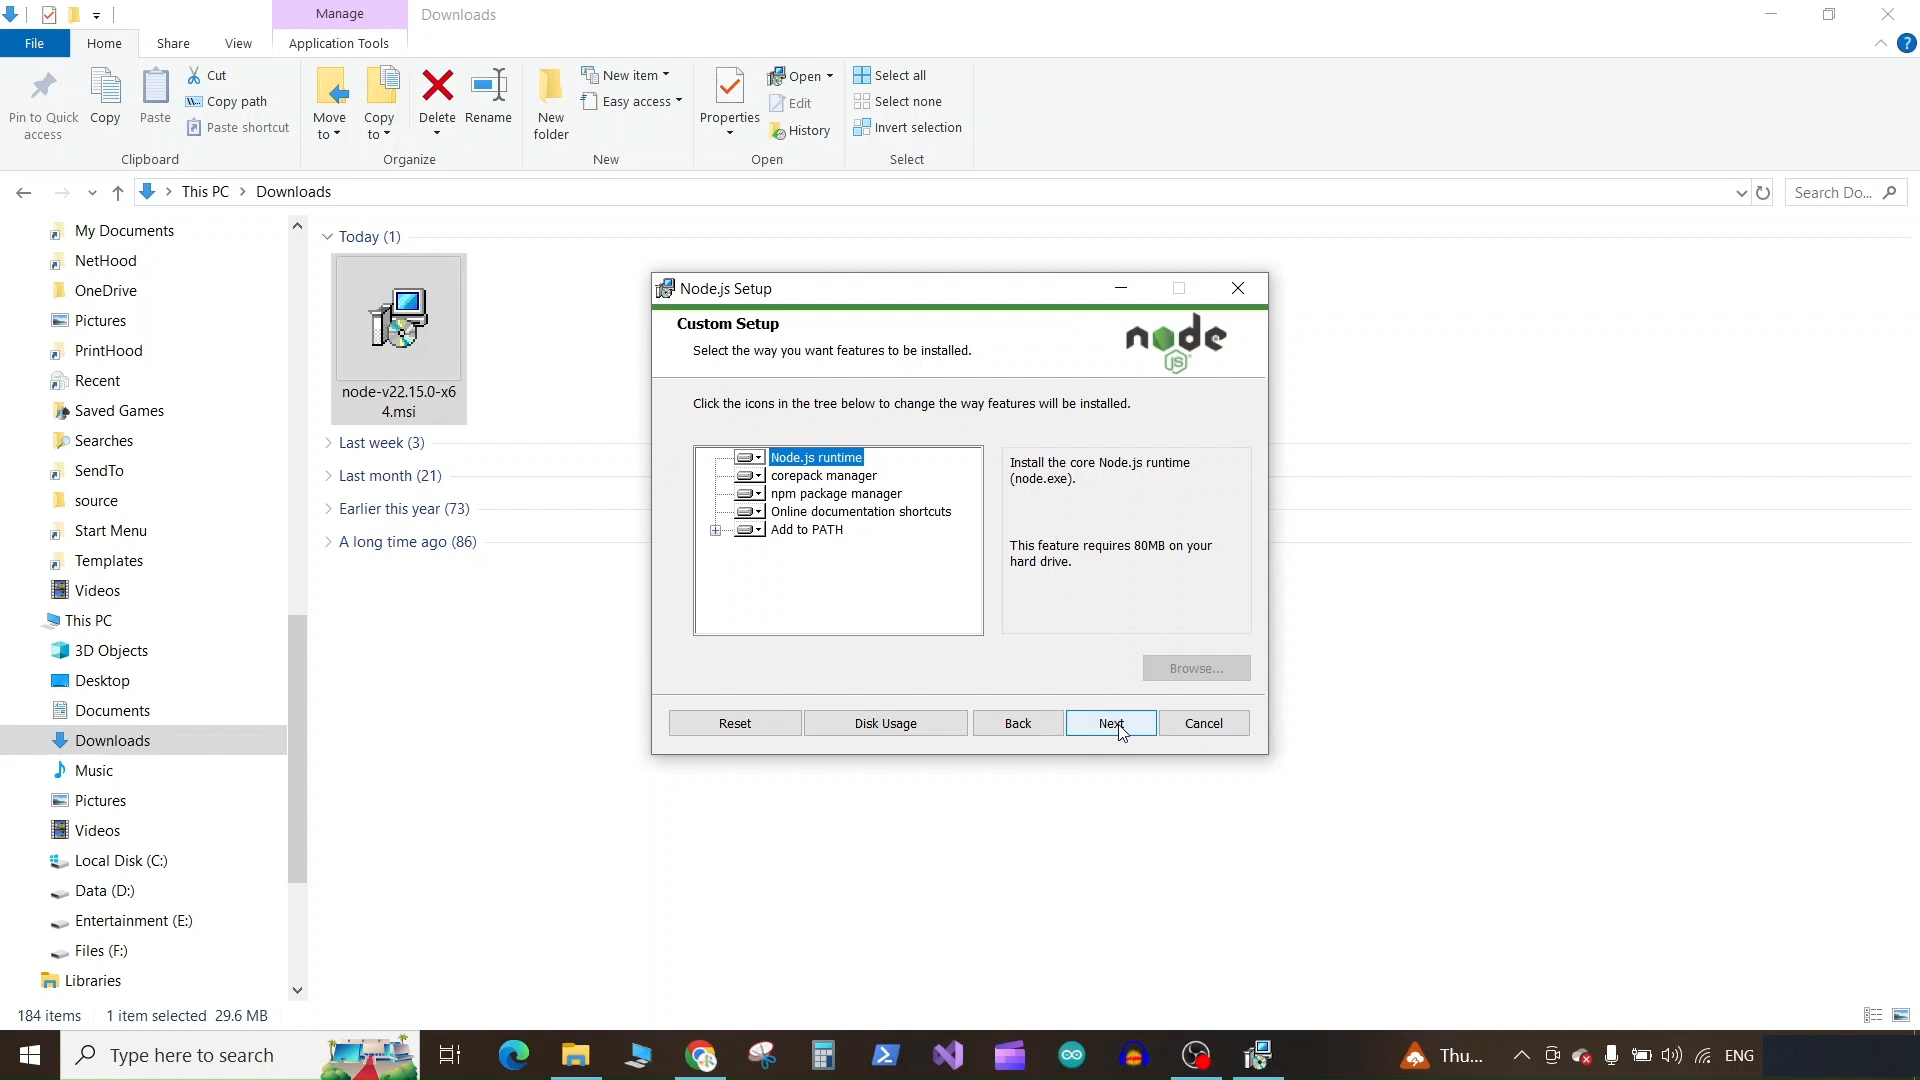 Manage
Downloads
File
Home
Share
View
Application Tools
Pin to Quick
access
Copy
Paste
Cut
Copy path
Paste shortcut
Clipboard
Move
to
Copy
to
Delete
Rename
Organize
New
folder
New item
Easy access
New
Properties
Open
Edit
History
Open
Select all
Select none
Invert selection
Select
This PC
Downloads
Search Do...
My Documents
NetHood
OneDrive
Pictures
PrintHood
Recent
Saved Games
Searches
SendTo
source
Start Menu
Templates
Videos
This PC
3D Objects
Desktop
Documents
Downloads
Music
Pictures
Videos
Local Disk (C:)
Data (D:)
Entertainment (E:)
Files (F:)
Libraries
Today (1)
node-v22.15.0-x6
4.msi
Last week (3)
Last month (21)
Earlier this year (73)
A long time ago (86)
Node.js Setup
Custom Setup
Select the way you want features to be installed.
node
JS
Click the icons in the tree below to change the way features will be installed.
Node.js runtime
corepack manager
npm package manager
Online documentation shortcuts
Add to PATH
Install the core Node.js runtime
(node.exe).
This feature requires 80MB on your
hard drive.
Browse...
Reset
Disk Usage
Back
Next
Cancel
184 items
1 item selected 29.6 MB
Type here to search
Thu...
ENG